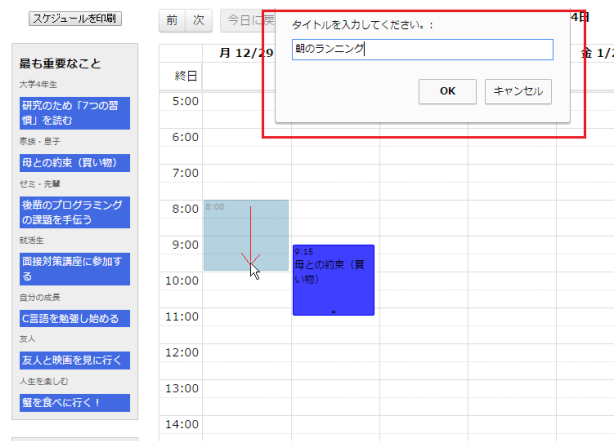 スケジュールを印刷
前 次 今日に戻
4日
タイトルを入力してください。:
朝のランニング
OK キャンセル
月 12/29
金 1/2
終日
最も重要なこと
大学4年生
研究のため「7つの習
慣」を読む
家族・息子
母との約束（買い物）
ゼミ・先輩
後輩のプログラミング
の課題を手伝う
就活生
面接対策講座に参加す
る
自分の成長
C言語を勉強し始める
友人
友人と映画を見に行く
人生を楽しむ
蟹を食べに行く！
5:00
6:00
7:00
8:00
8:00
9:00
9:15
母との約束（買
い物）
10:00
11:00
12:00
13:00
14:00